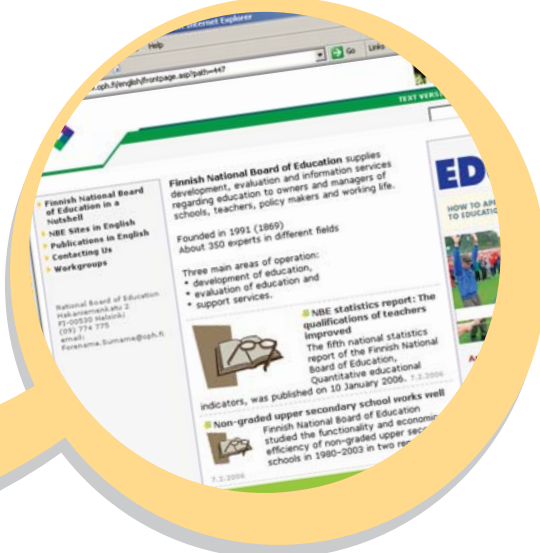 Internet Explorer
Help
Go Links
.oph.fi/english/frontpage.asp?path=447
TEXT VERS
Finnish National Board
of Education in a
Nutshell
NBE Sites in English
Publications in English
Contacting Us
Workgroups
National Board of Education
Hakaniemenkatu 2
FI-00530 Helsinki
(09) 774 775
email:
Forename.Surname@oph.fi
Finnish National Board of Education supplies
development, evaluation and information services
regarding education to owners and managers of
schools, teachers, policy makers and working life.
Founded in 1991 (1869)
About 350 experts in different fields
Three main areas of operation:
* development of education,
* evaluation of education and
* support services.
NBE statistics report: The
qualifications of teachers
improved
The fifth national statistics
report of the Finnish National
Board of Education,
Quantitative educational
indicators, was published on 10 January 2006. 7.2.2006
Non-graded upper secondary school works well
Finnish National Board of Education
studied the functionality and economic
efficiency of non-graded upper sec
schools in 1980-2003 in two re
7.2.2006
ED
HOW TO AP
TO EDUCATI